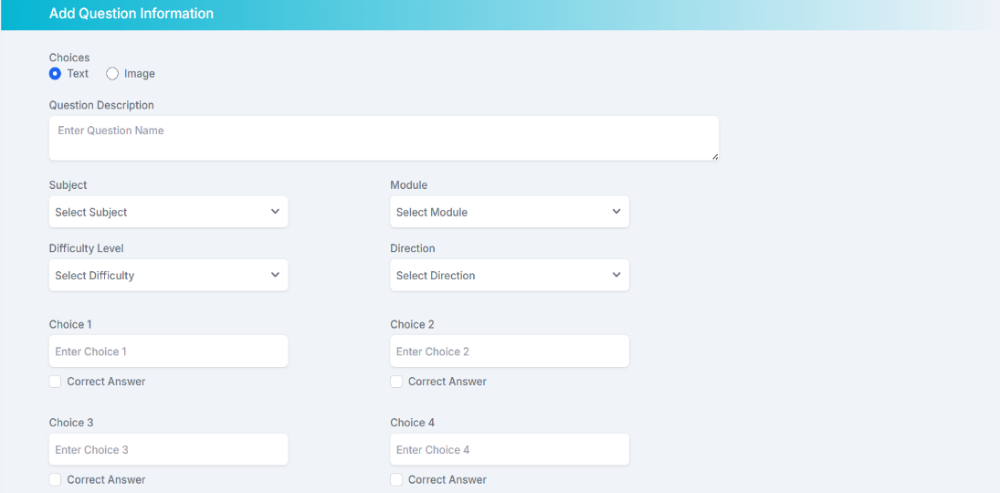 Add Question Information
Choices
Text Image
Question Description
Enter Question Name
Subject Module
Select Subject Select Module
Difficulty Level Direction
Select Difficulty Select Direction
Choice 1 Choice 2
Enter Choice 1 Enter Choice 2
Correct Answer Correct Answer
Choice 3 Choice 4
Enter Choice 3 Enter Choice 4
Correct Answer Correct Answer